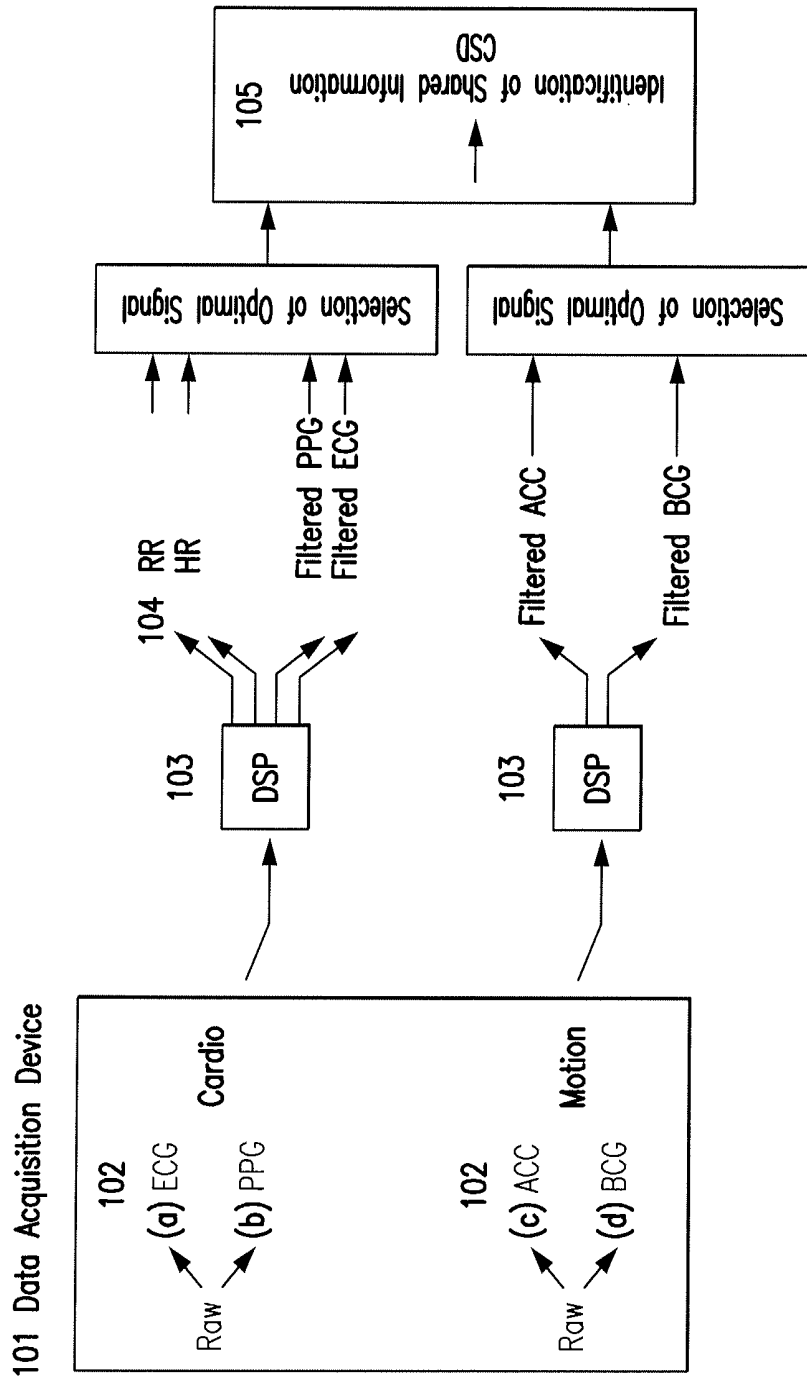 101 Data Acquisition Device
102
(a) ECG
Raw
(b) PPG
Cardio
102
(c) ACC
Raw
(d) BCG
Motion
103
DSP
103
DSP
104 RR
HR
Filtered PPG
Filtered ECG
Filtered ACC
Filtered BCG
Selection of Optimal Signal
Selection of Optimal Signal
105
Identification of Shared Information
CSD